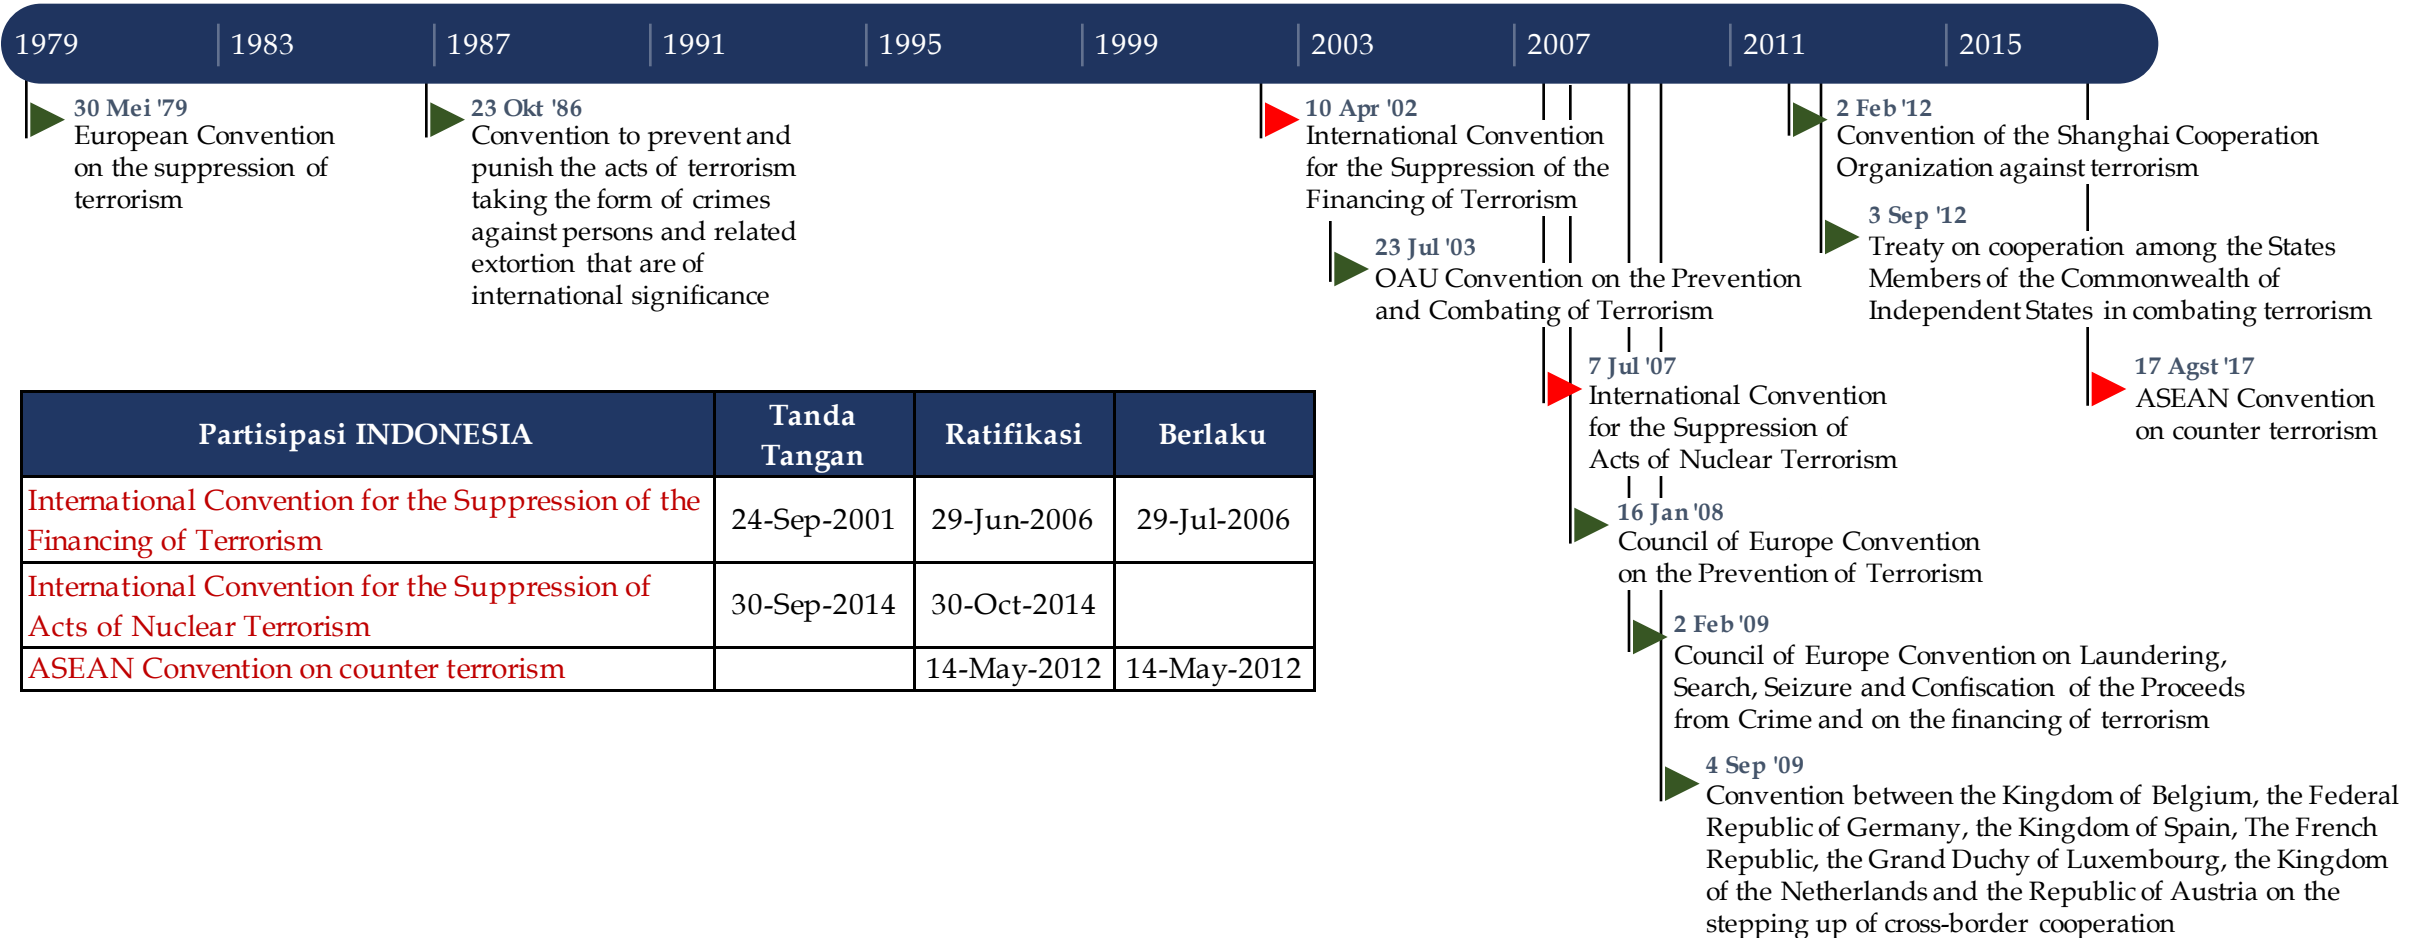 1979 1983 1987 1991 1995 1999 2003 2007 2011 2015
30 Mei '79
European Convention
on the suppression of
terrorism
23 Okt '86
Convention to prevent and
punish the acts of terrorism
taking the form of crimes
against persons and related
extortion that are of
international significance
10 Apr '02
International Convention
for the Suppression of the
Financing of Terrorism
23 Jul '03
OAU Convention on the Prevention
and Combating of Terrorism
7 Jul '07
International Convention
for the Suppression of
Acts of Nuclear Terrorism
16 Jan '08
Council of Europe Convention
on the Prevention of Terrorism
2 Feb '09
Council of Europe Convention on Laundering,
Search, Seizure and Confiscation of the Proceeds
from Crime and on the financing of terrorism
4 Sep '09
Convention between the Kingdom of Belgium, the Federal
Republic of Germany, the Kingdom of Spain, The French
Republic, the Grand Duchy of Luxembourg, the Kingdom
of the Netherlands and the Republic of Austria on the
stepping up of cross-border cooperation
2 Feb '12
Convention of the Shanghai Cooperation
Organization against terrorism
3 Sep '12
Treaty on cooperation among the States
Members of the Commonwealth of
Independent States in combating terrorism
17 Agst '17
ASEAN Convention
on counter terrorism
Partisipasi INDONESIA
Tanda
Tangan
Ratifikasi
Berlaku
International Convention for the Suppression of the
Financing of Terrorism
24-Sep-2001
29-Jun-2006
29-Jul-2006
International Convention for the Suppression of
Acts of Nuclear Terrorism
30-Sep-2014
30-Oct-2014
ASEAN Convention on counter terrorism
14-May-2012
14-May-2012